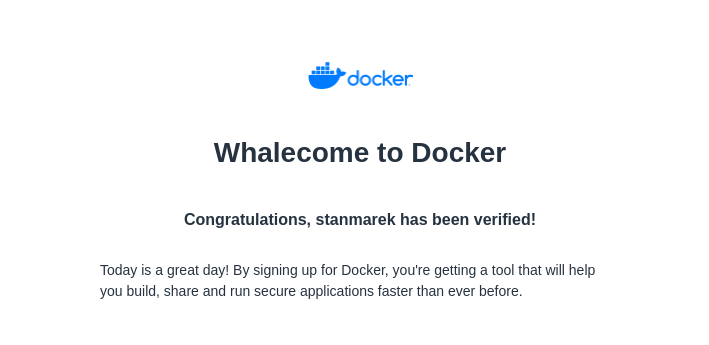 docker
Whalecome to Docker
Congratulations, stanmarek has been verified!
Today is a great day! By signing up for Docker, you're getting a tool that will help
you build, share and run secure applications faster than ever before.